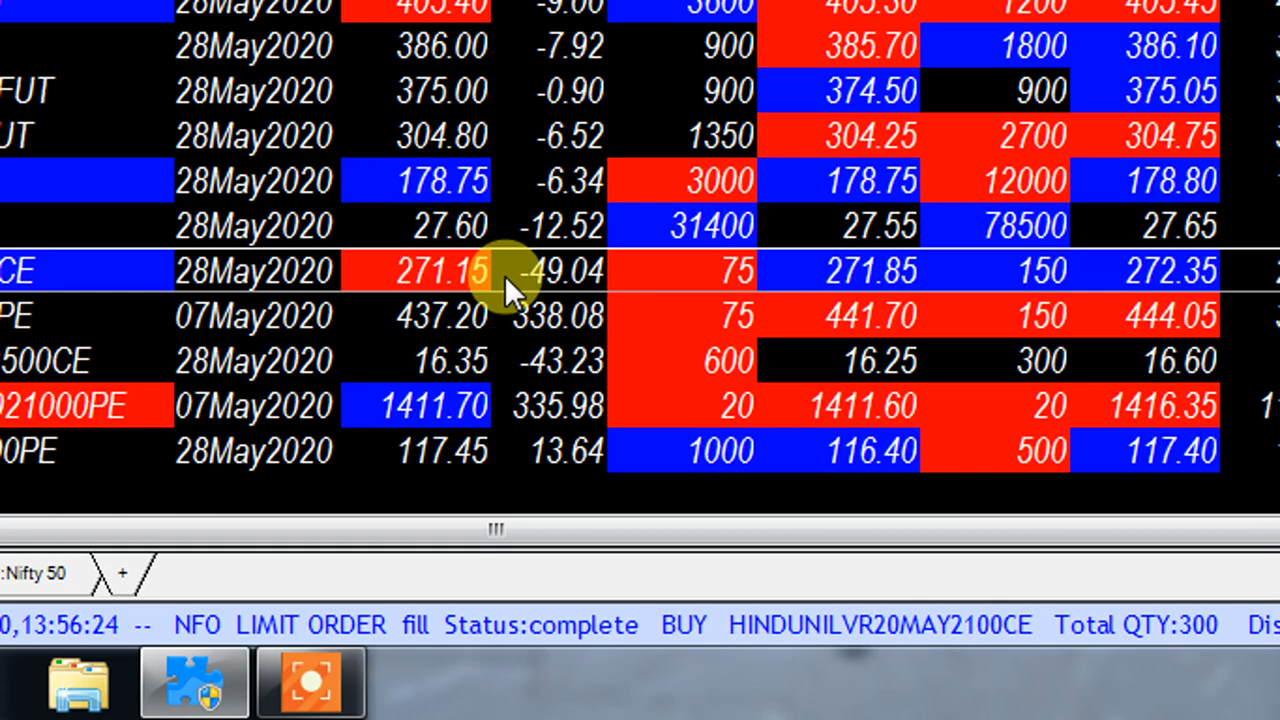 28May2020 405.40 -9.00 3600 405.30 1200 405.45
28May2020 386.00 -7.92 900 385.70 1800 386.10
FUT 28May2020 375.00 -0.90 900 374.50 900 375.05
UT 28May2020 304.80 -6.52 1350 304.25 2700 304.75
28May2020 178.75 -6.34 3000 178.75 12000 178.80
28May2020 27.60 -12.52 31400 27.55 78500 27.65
CE 28May2020 271.15 -49.04 75 271.85 150 272.35
PE 07May2020 437.20 338.08 75 441.70 150 444.05
500CE 28May2020 16.35 -43.23 600 16.25 300 16.60
021000PE 07May2020 1411.70 335.98 20 1411.60 20 1416.35
00PE 28May2020 117.45 13.64 1000 116.40 500 117.40
:Nifty 50 +
0,13:56:24 -- NFO LIMIT ORDER fill Status:complete BUY HINDUNILVR20MAY2100CE Total QTY:300 Dis